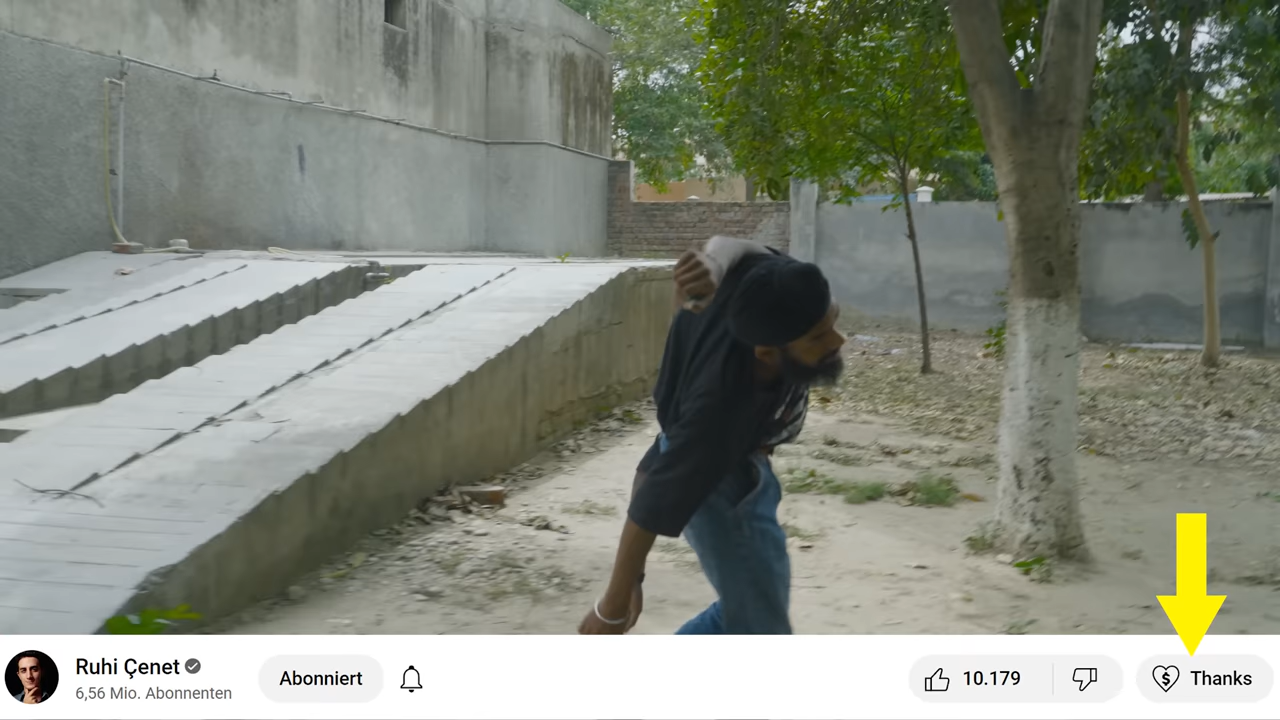 Ruhi Çenet
6,56 Mio. Abonnenten
Abonniert
10.179
$ Thanks